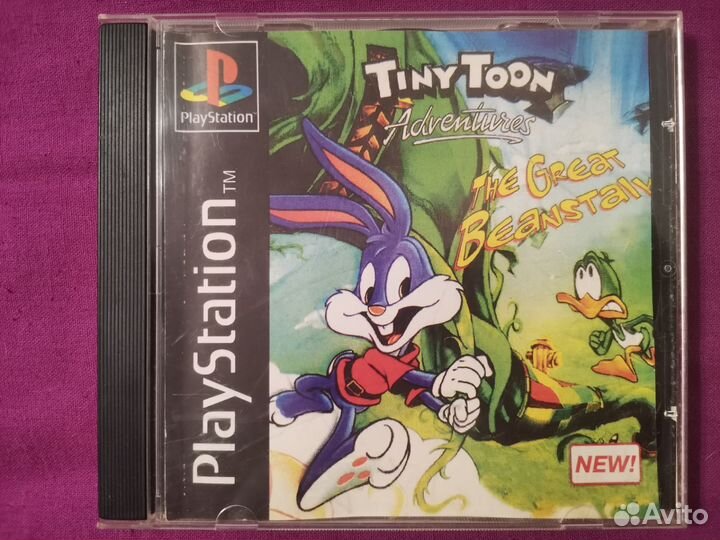 PlayStation
PlayStation™
TINY TOON
Adventures
THE GREAT
BEANSTALK
NEW!
Avito